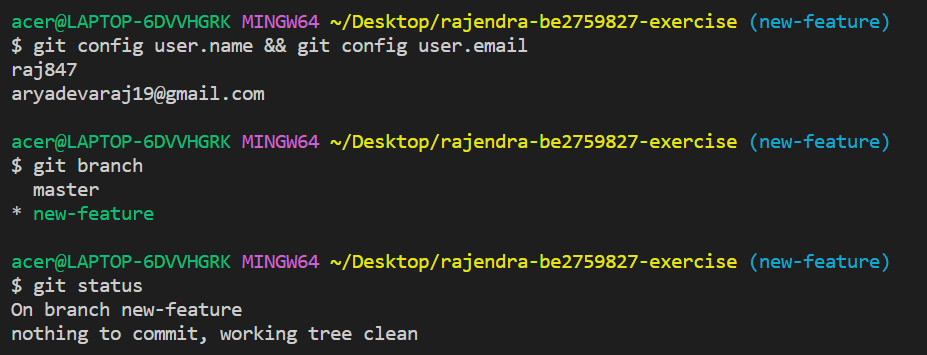 acer@LAPTOP-6DVVHGRK MINGW64 ~/Desktop/rajendra-be2759827-exercise (new-feature)
$ git config user.name && git config user.email
raj847
aryadevaraj19@gmail.com
acer@LAPTOP-6DVVHGRK MINGW64 ~/Desktop/rajendra-be2759827-exercise (new-feature)
$ git branch
  master
* new-feature
acer@LAPTOP-6DVVHGRK MINGW64 ~/Desktop/rajendra-be2759827-exercise (new-feature)
$ git status
On branch new-feature
nothing to commit, working tree clean